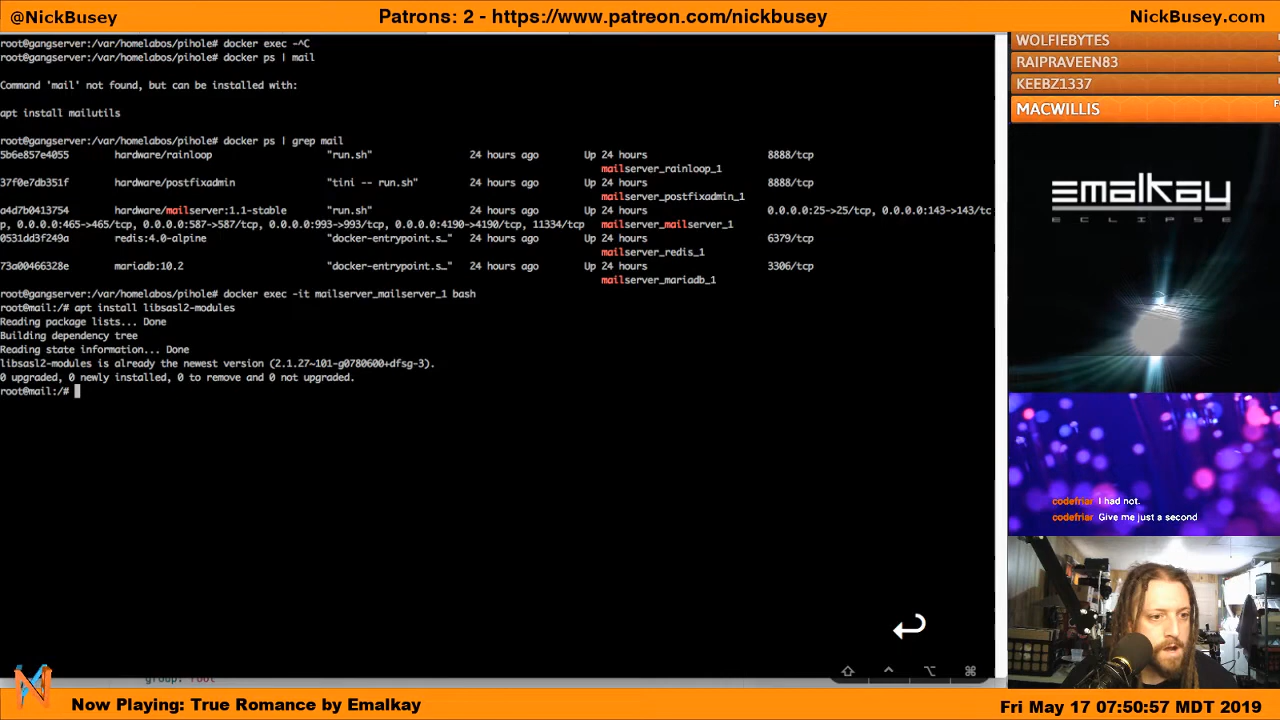 @NickBusey
Patrons: 2 - https://www.patreon.com/nickbusey
NickBusey.com
root@gangserver:/var/homelabos/pihole# docker exec -^C
root@gangserver:/var/homelabos/pihole# docker ps | mail
Command 'mail' not found, but can be installed with:
apt install mailutils
root@gangserver:/var/homelabos/pihole# docker ps | grep mail
5b6e857e4055 hardware/rainloop "run.sh" 24 hours ago Up 24 hours 8888/tcp
mailserver_rainloop_1
37f0e7db351f hardware/postfixadmin "tini -- run.sh" 24 hours ago Up 24 hours 8888/tcp
mailserver_postfixadmin_1
a4d7b0413754 hardware/mailserver:1.1-stable "run.sh" 24 hours ago Up 24 hours 0.0.0.0:25->25/tcp, 0.0.0.0:143->143/tc
p, 0.0.0.0:465->465/tcp, 0.0.0.0:587->587/tcp, 0.0.0.0:993->993/tcp, 0.0.0.0:4190->4190/tcp, 11334/tcp mailserver_mailserver_1
0531dd3f249a redis:4.0-alpine "docker-entrypoint.s…" 24 hours ago Up 24 hours 6379/tcp
mailserver_redis_1
73a00466328e mariadb:10.2 "docker-entrypoint.s…" 24 hours ago Up 24 hours 3306/tcp
mailserver_mariadb_1
root@gangserver:/var/homelabos/pihole# docker exec -it mailserver_mailserver_1 bash
root@mail:/# apt install libsasl2-modules
Reading package lists... Done
Building dependency tree
Reading state information... Done
libsasl2-modules is already the newest version (2.1.27~101-g0780600+dfsg-3).
0 upgraded, 0 newly installed, 0 to remove and 0 not upgraded.
root@mail:/#
WOLFIEBYTES
RAIPRAVEEN83
KEEBZ1337
MACWILLIS
EMALKAY
ECLIPSE
codefriar I had not.
codefriar Give me just a second
group: root
Now Playing: True Romance by Emalkay
Fri May 17 07:50:57 MDT 2019